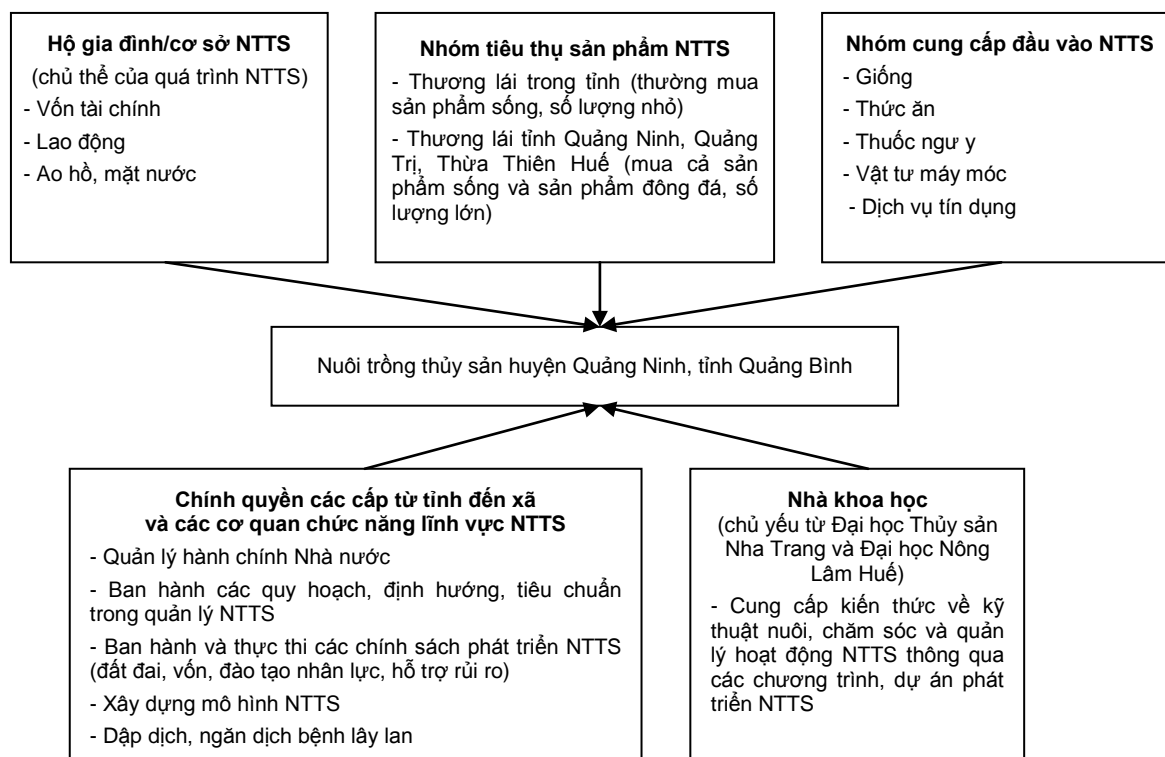 Hộ gia đình/cơ sở NTTS
(chủ thể của quá trình NTTS)
- Vốn tài chính
- Lao động
- Ao hồ, mặt nước
Nhóm tiêu thụ sản phẩm NTTS
- Thương lái trong tỉnh (thường mua
sản phẩm sống, số lượng nhỏ)
- Thương lái tỉnh Quảng Ninh, Quảng
Trị, Thừa Thiên Huế (mua cả sản
phẩm sống và sản phẩm đông đá, số
lượng lớn)
Nhóm cung cấp đầu vào NTTS
- Giống
- Thức ăn
- Thuốc ngư y
- Vật tư máy móc
- Dịch vụ tín dụng
Nuôi trồng thủy sản huyện Quảng Ninh, tỉnh Quảng Bình
Chính quyền các cấp từ tỉnh đến xã
và các cơ quan chức năng lĩnh vực NTTS
- Quản lý hành chính Nhà nước
- Ban hành các quy hoạch, định hướng, tiêu chuẩn
trong quản lý NTTS
- Ban hành và thực thi các chính sách phát triển NTTS
(đất đai, vốn, đào tạo nhân lực, hỗ trợ rủi ro)
- Xây dựng mô hình NTTS
- Dập dịch, ngăn dịch bệnh lây lan
Nhà khoa học
(chủ yếu từ Đại học Thủy sản
Nha Trang và Đại học Nông
Lâm Huế)
- Cung cấp kiến thức về kỹ
thuật nuôi, chăm sóc và quản
lý hoạt động NTTS thông qua
các chương trình, dự án phát
triển NTTS